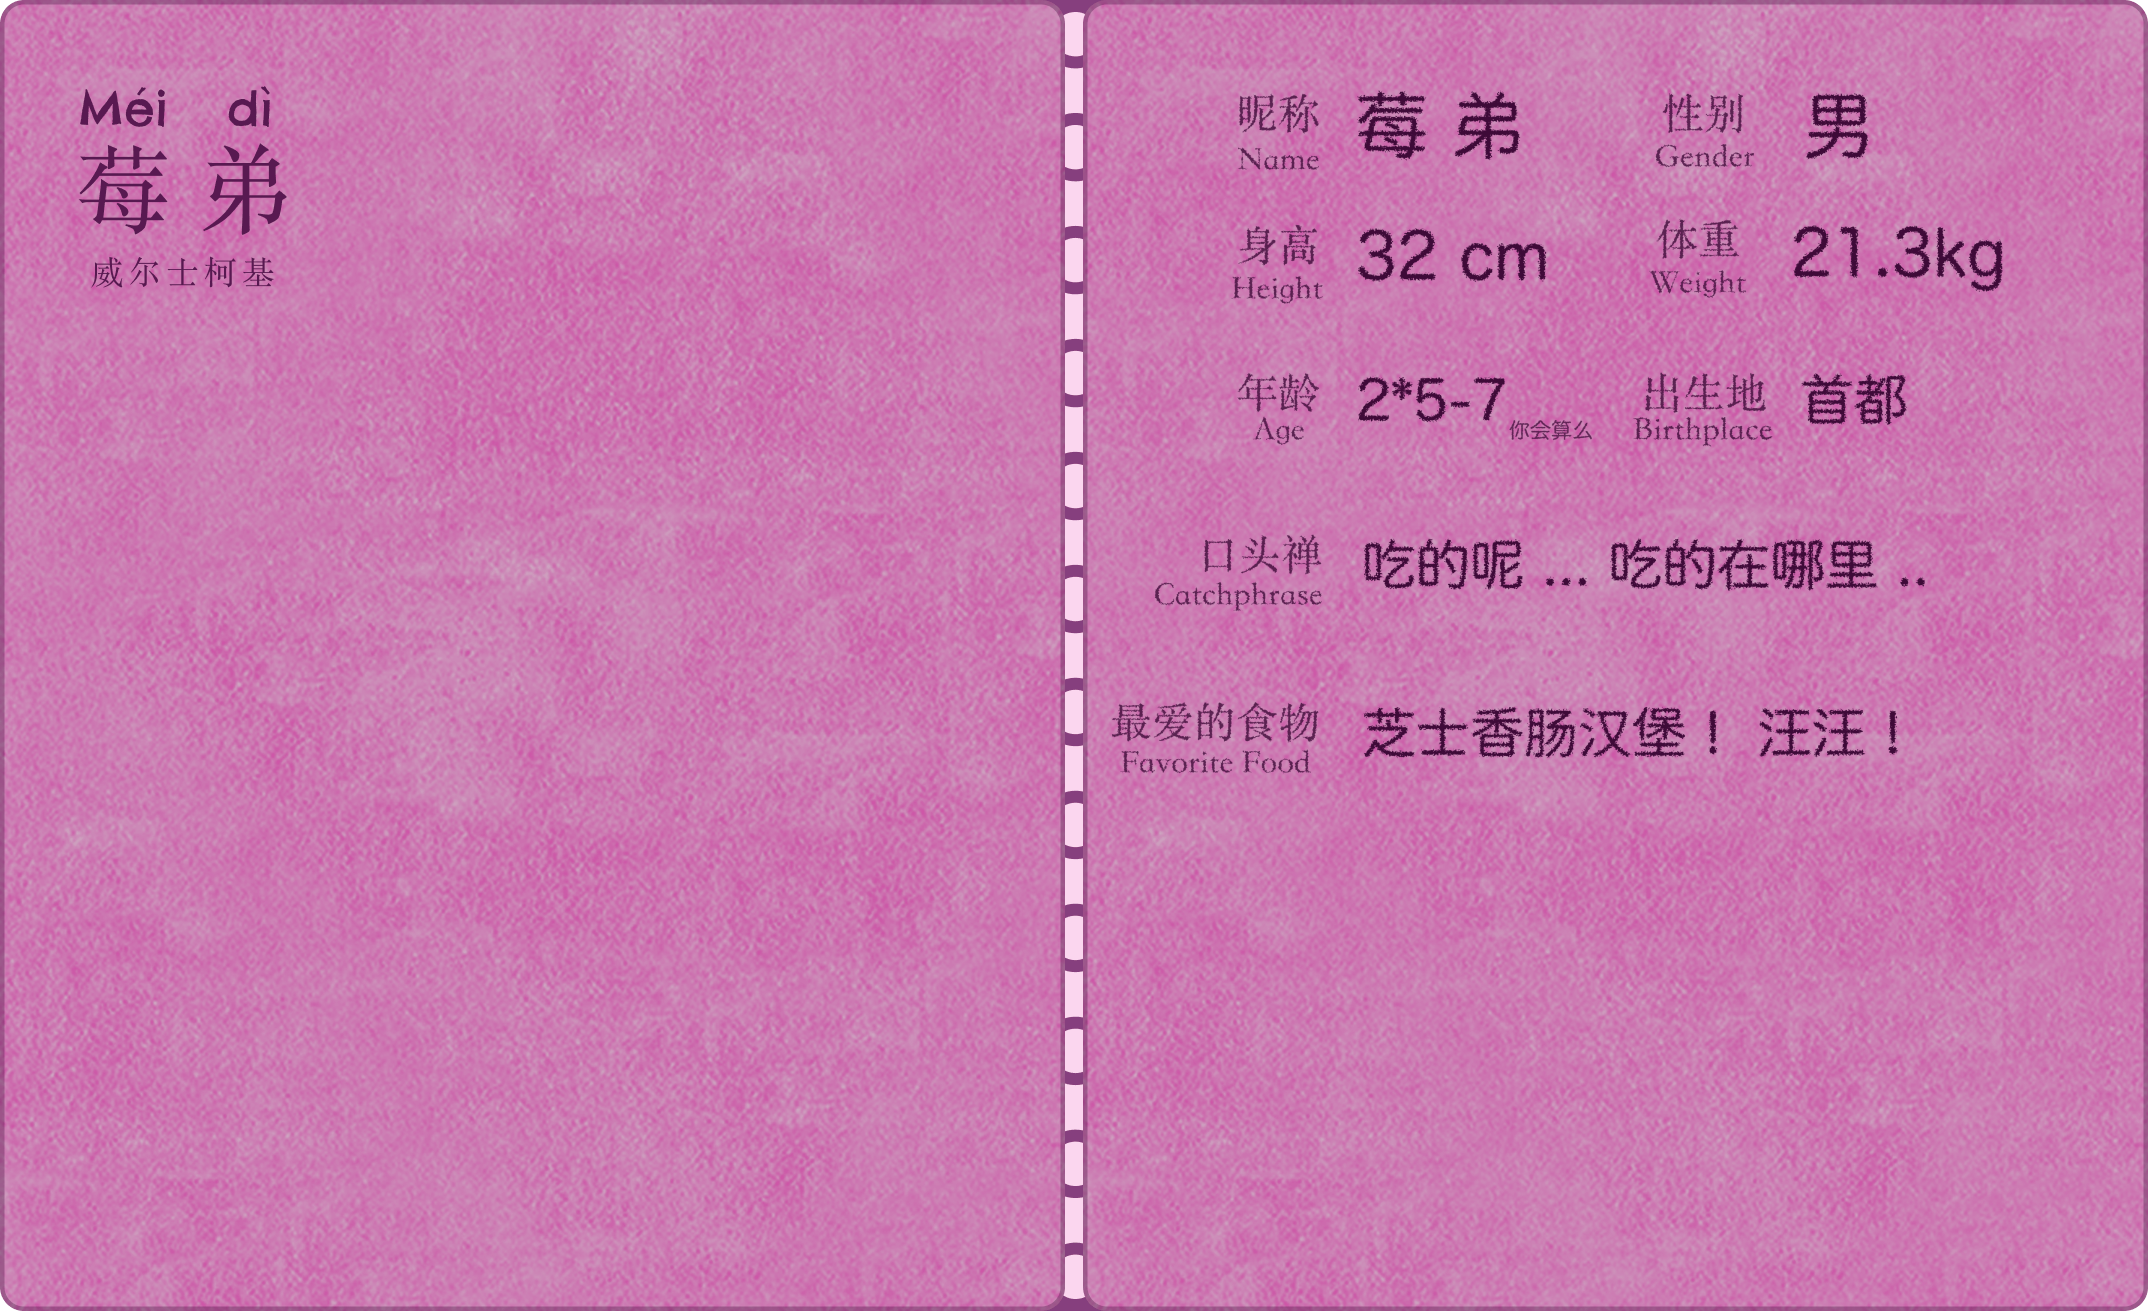 Méi dì
莓 弟
威尔士柯基
昵称 莓 弟 性别 男
Name Gender
身高 32 cm 体重 21.3kg
Height Weight
年龄 2*5-7 你会算么 出生地 首都
Age Birthplace
口头禅 吃的呢 ... 吃的在哪里 ..
Catchphrase
最爱的食物 芝士香肠汉堡！ 汪汪！
Favorite Food